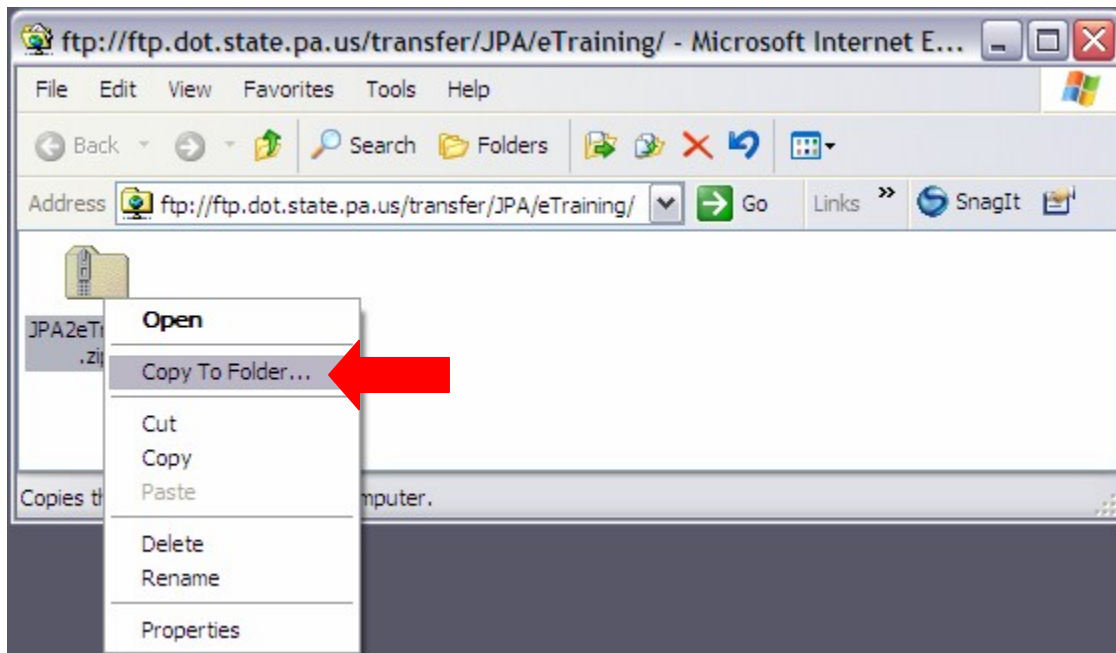 ftp://ftp.dot.state.pa.us/transfer/JPA/eTraining/ - Microsoft Internet E...
File Edit View Favorites Tools Help
Back Search Folders
Address ftp://ftp.dot.state.pa.us/transfer/JPA/eTraining/ Go Links » SnagIt
JPA2eTr
.zip
Open
Copy To Folder...
Cut
Copy
Paste
Copies th mputer.
Delete
Rename
Properties